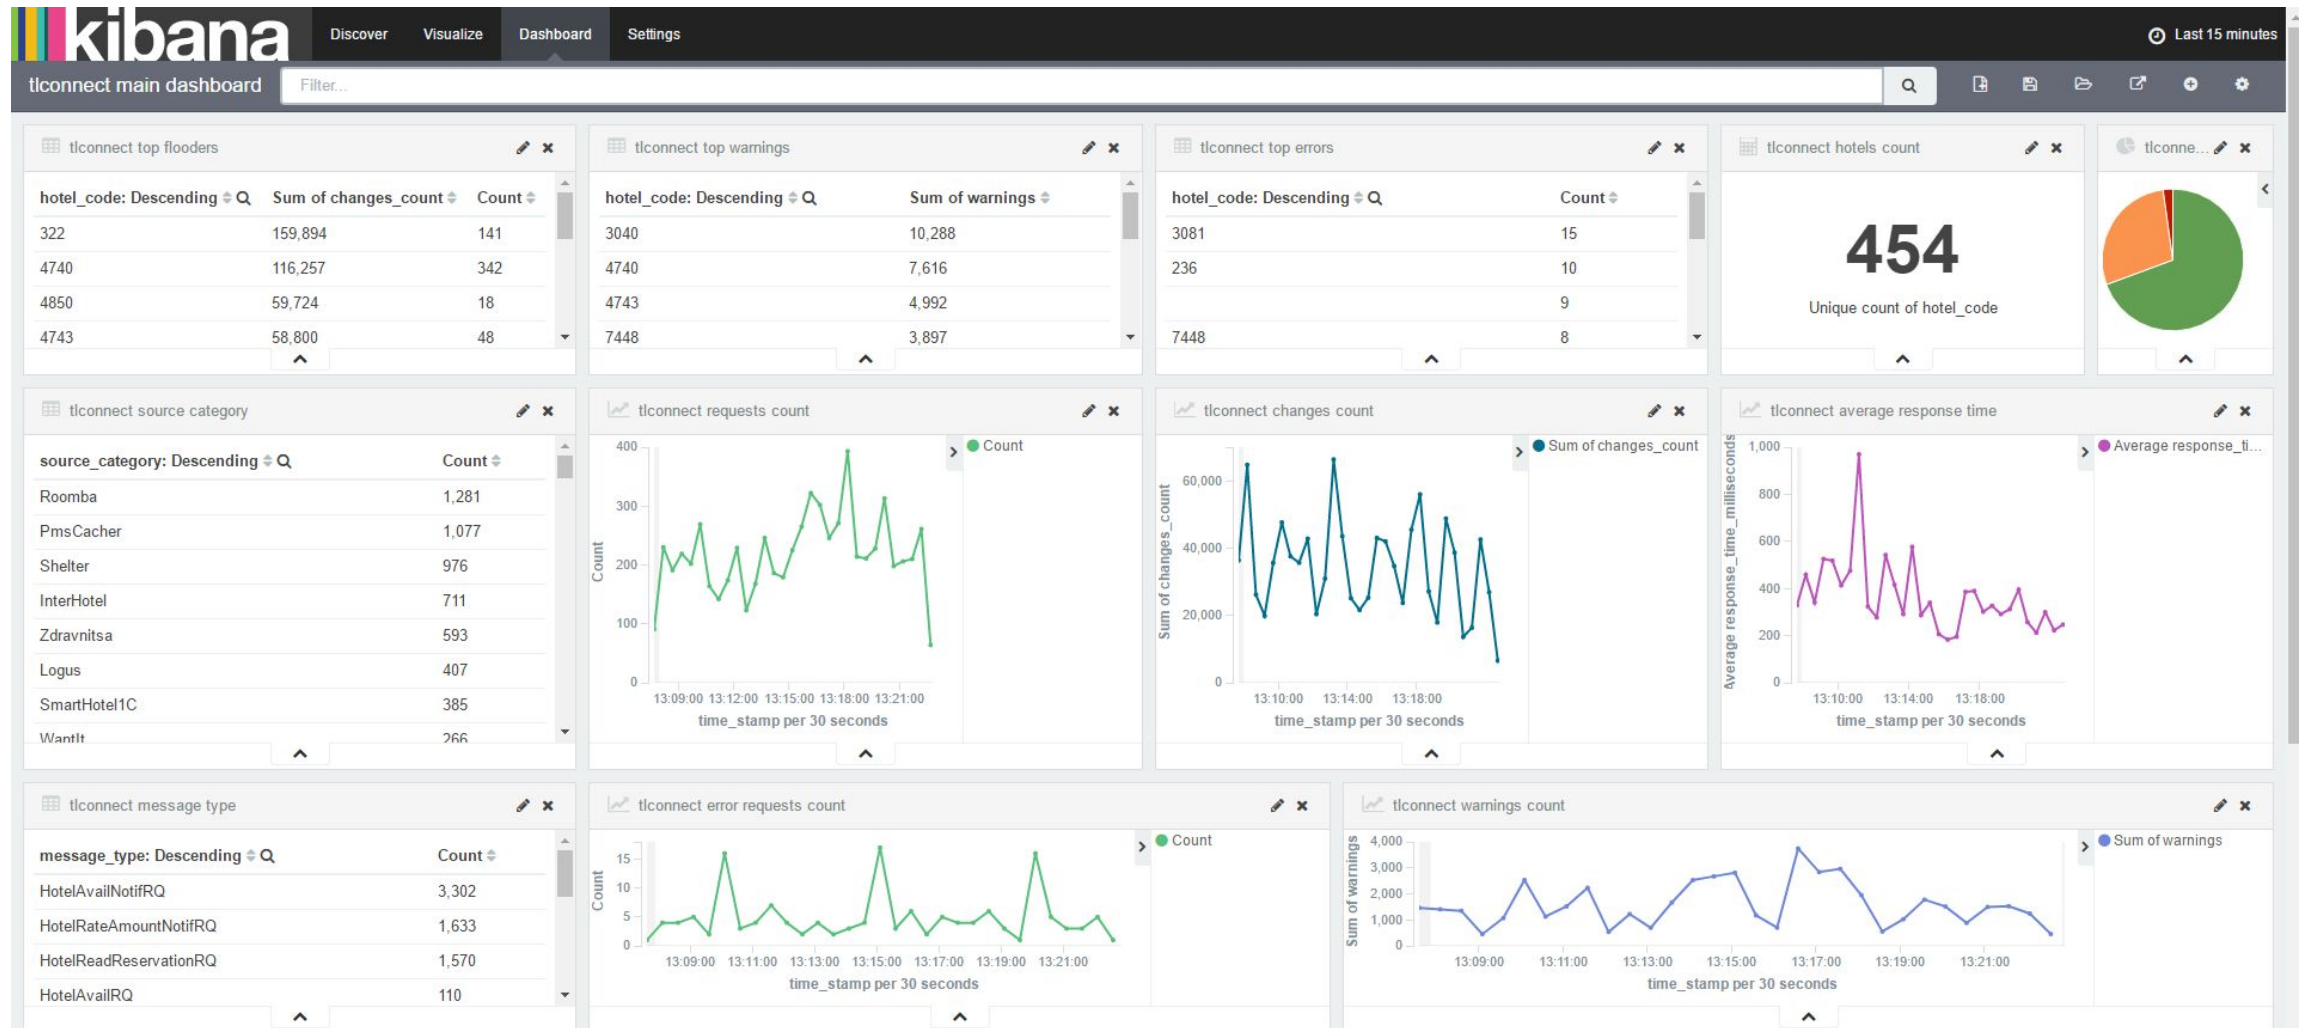 kibana Discover Visualize Dashboard Settings Last 15 minutes
tlconnect main dashboard Filter...
tlconnect top flooders
hotel_code: Descending Sum of changes_count Count
322 159,894 141
4740 116,257 342
4850 59,724 18
4743 58,800 48
tlconnect top warnings
hotel_code: Descending Sum of warnings
3040 10,288
4740 7,616
4743 4,992
7448 3,897
tlconnect top errors
hotel_code: Descending Count
3081 15
236 10
9
7448 8
tlconnect hotels count
454
Unique count of hotel_code
tlconne...
tlconnect source category
source_category: Descending Count
Roomba 1,281
PmsCacher 1,077
Shelter 976
InterHotel 711
Zdravnitsa 593
Logus 407
SmartHotel1C 385
WantIt 266
tlconnect requests count
Count
400
300
200
100
0
Count
13:09:00 13:12:00 13:15:00 13:18:00 13:21:00
time_stamp per 30 seconds
tlconnect changes count
Sum of changes_count
60,000
40,000
20,000
0
Sum of changes_count
13:10:00 13:14:00 13:18:00
time_stamp per 30 seconds
tlconnect average response time
Average response_time_milliseconds
1,000
800
600
400
200
0
Average response_ti...
13:10:00 13:14:00 13:18:00
time_stamp per 30 seconds
tlconnect message type
message_type: Descending Count
HotelAvailNotifRQ 3,302
HotelRateAmountNotifRQ 1,633
HotelReadReservationRQ 1,570
HotelAvailRQ 110
tlconnect error requests count
Count
15
10
5
0
Count
13:09:00 13:11:00 13:13:00 13:15:00 13:17:00 13:19:00 13:21:00
time_stamp per 30 seconds
tlconnect warnings count
Sum of warnings
4,000
3,000
2,000
1,000
0
Sum of warnings
13:09:00 13:11:00 13:13:00 13:15:00 13:17:00 13:19:00 13:21:00
time_stamp per 30 seconds